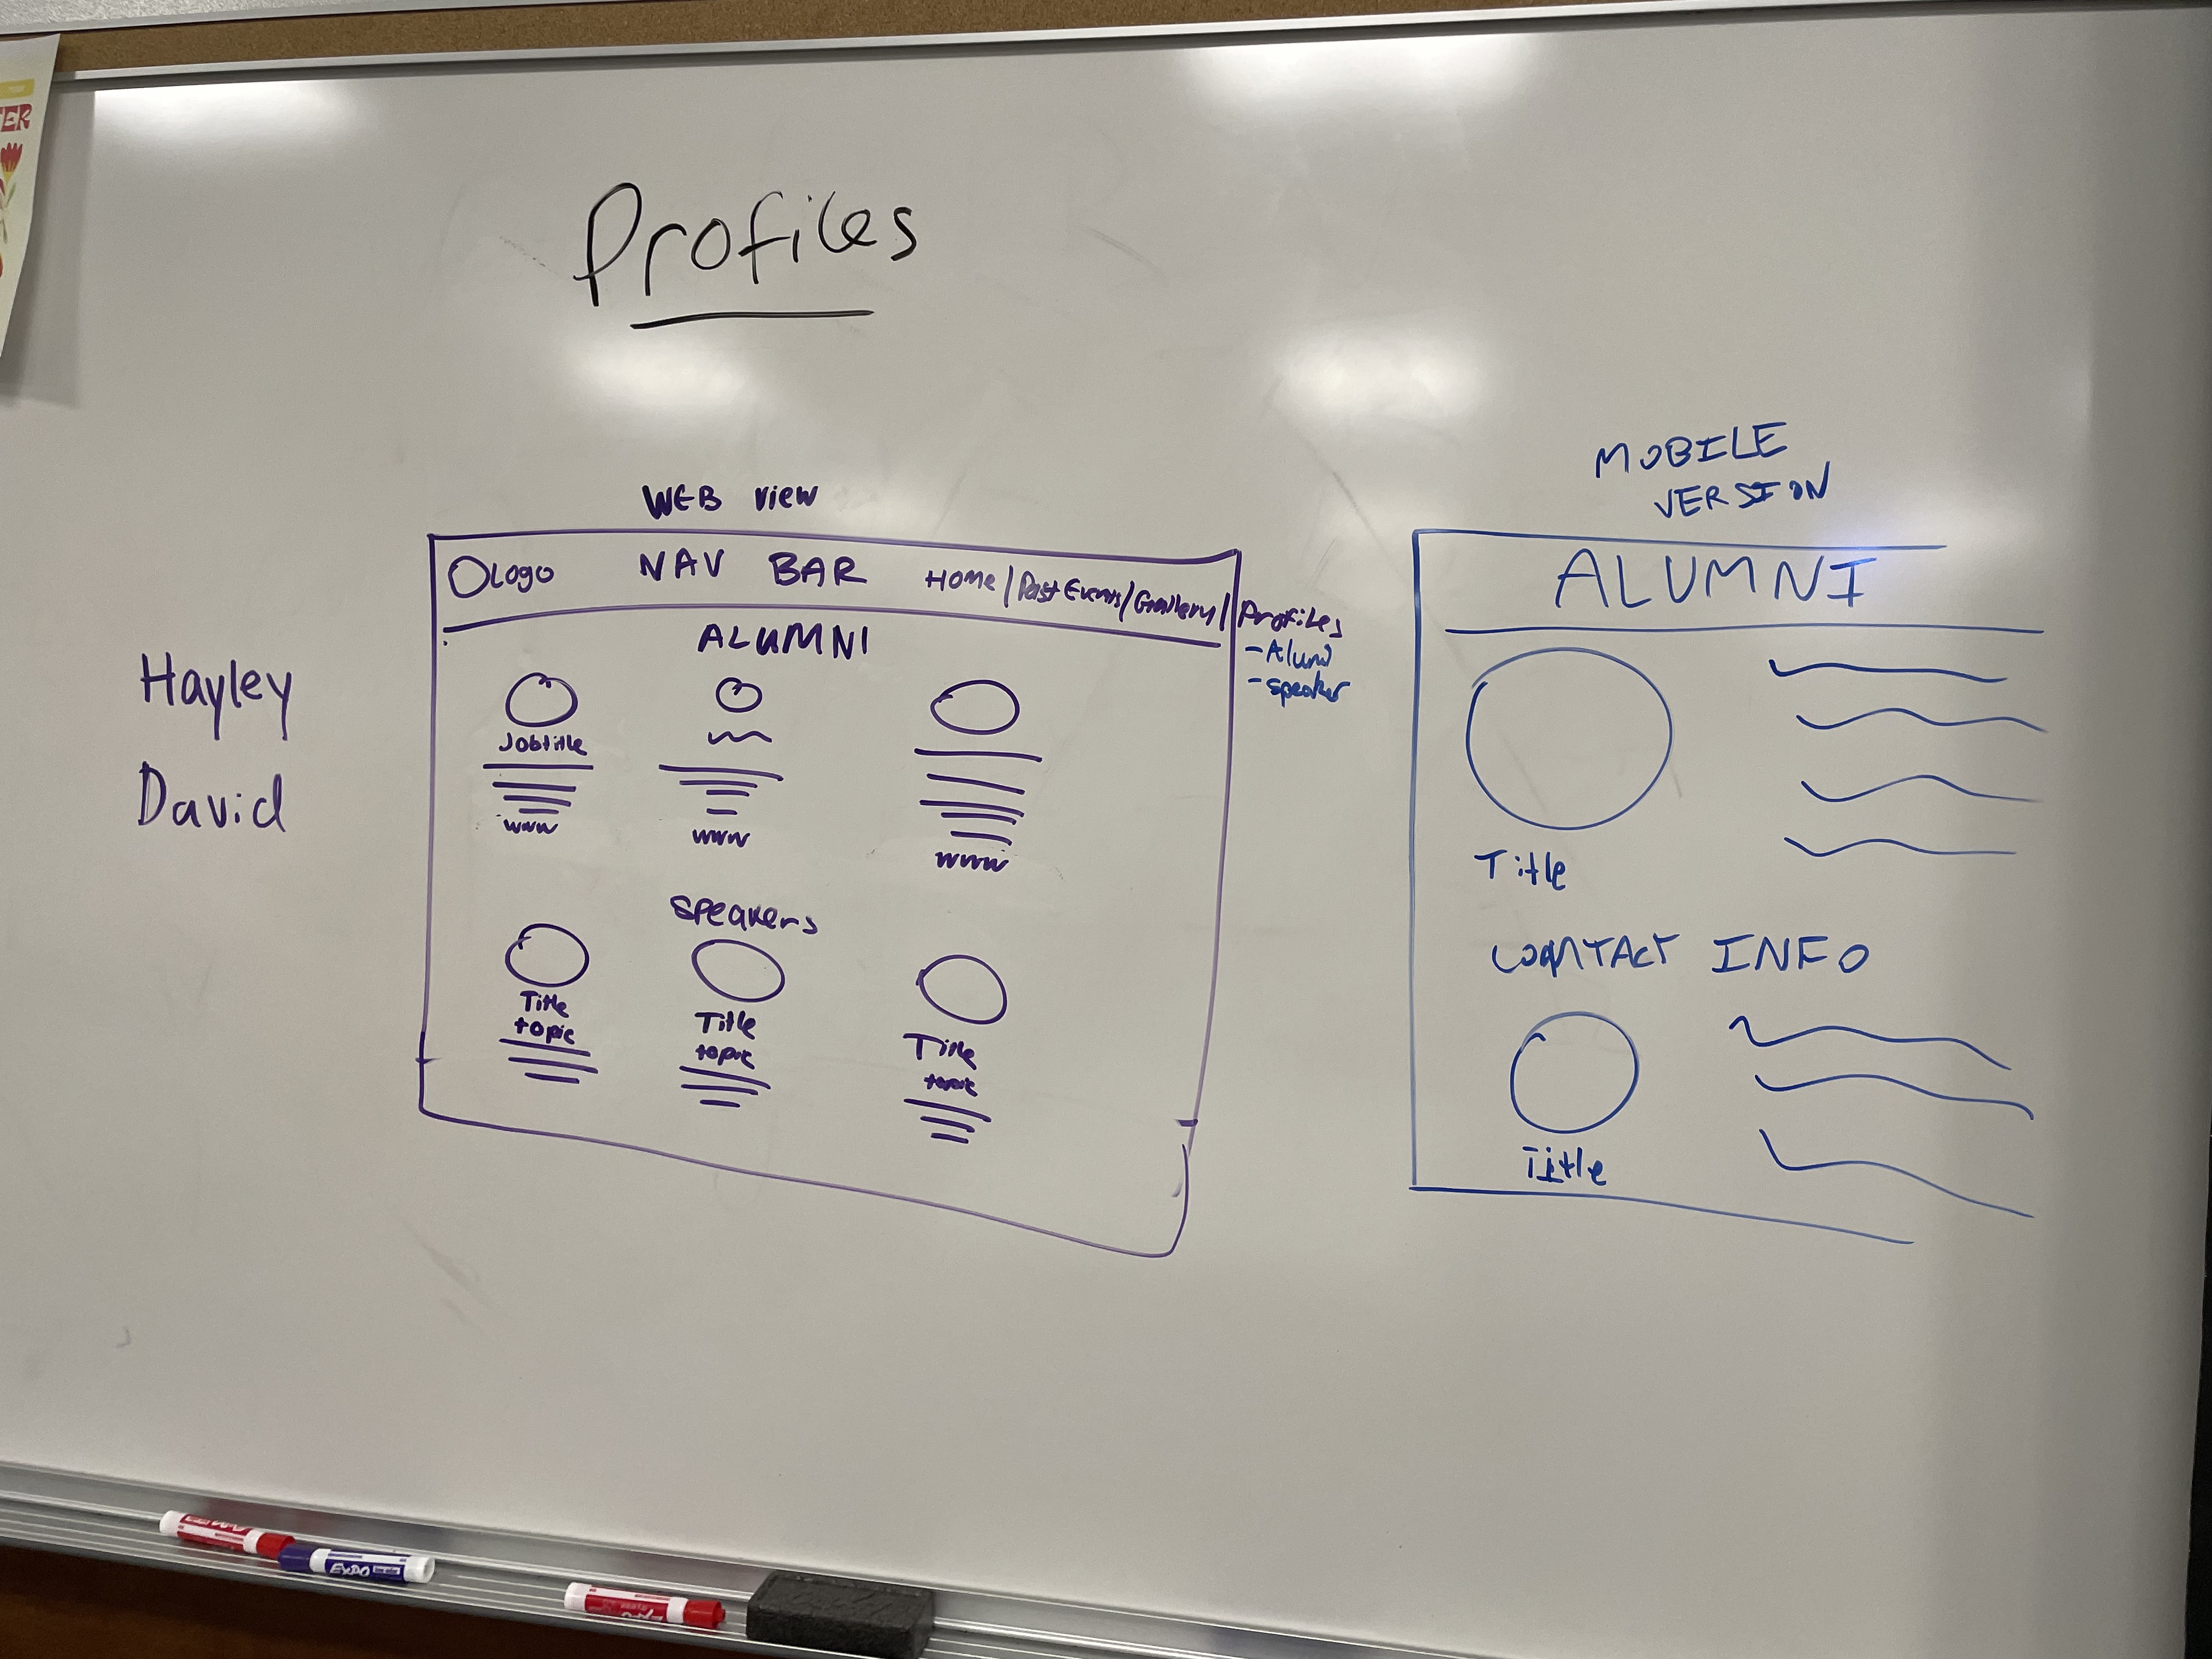 ER
Profiles
WEB view
Logo NAV BAR Home / Past Events / Gallery / Profiles
- Alumni
- speaker
ALUMNI
Jobtitle
www
www
www
Speakers
Title
topic
Title
topic
Title
topic
Hayley
David
MOBILE
VERSION
ALUMNI
Title
CONTACT INFO
Title
EXPO